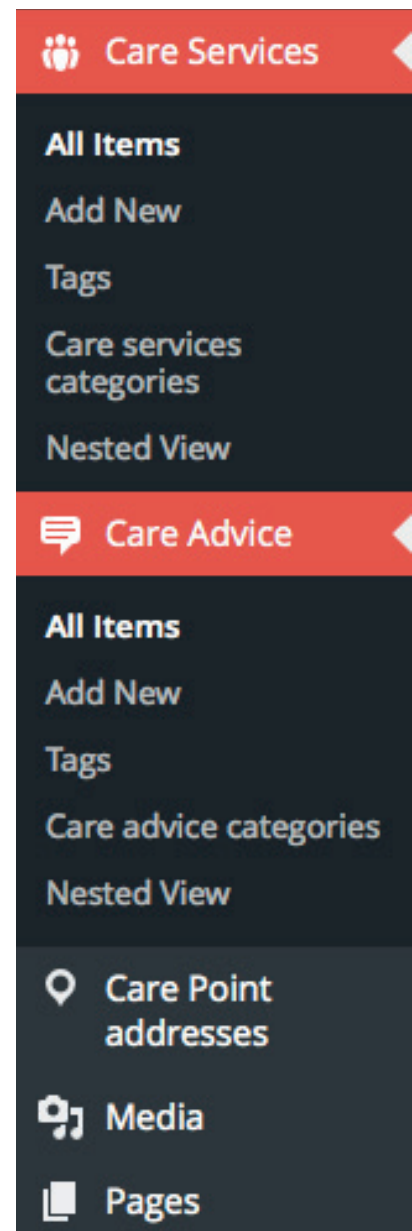 Care Services
All Items
Add New
Tags
Care services
categories
Nested View
Care Advice
All Items
Add New
Tags
Care advice categories
Nested View
Care Point
addresses
Media
Pages